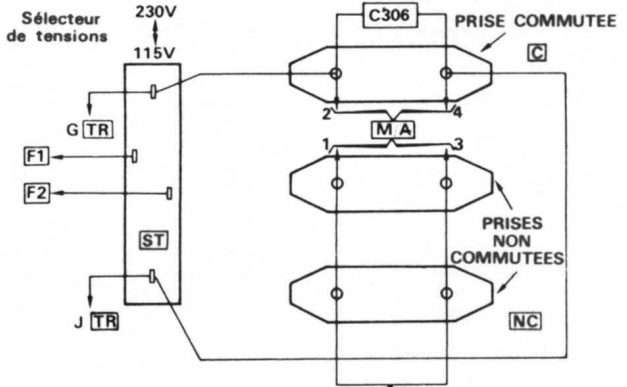 Sélecteur
de tensions
230V
115V
C306
PRISE COMMUTEE
C
G TR
2
4
M A
1
3
F1
F2
ST
PRISES
NON
COMMUTEES
J TR
NC